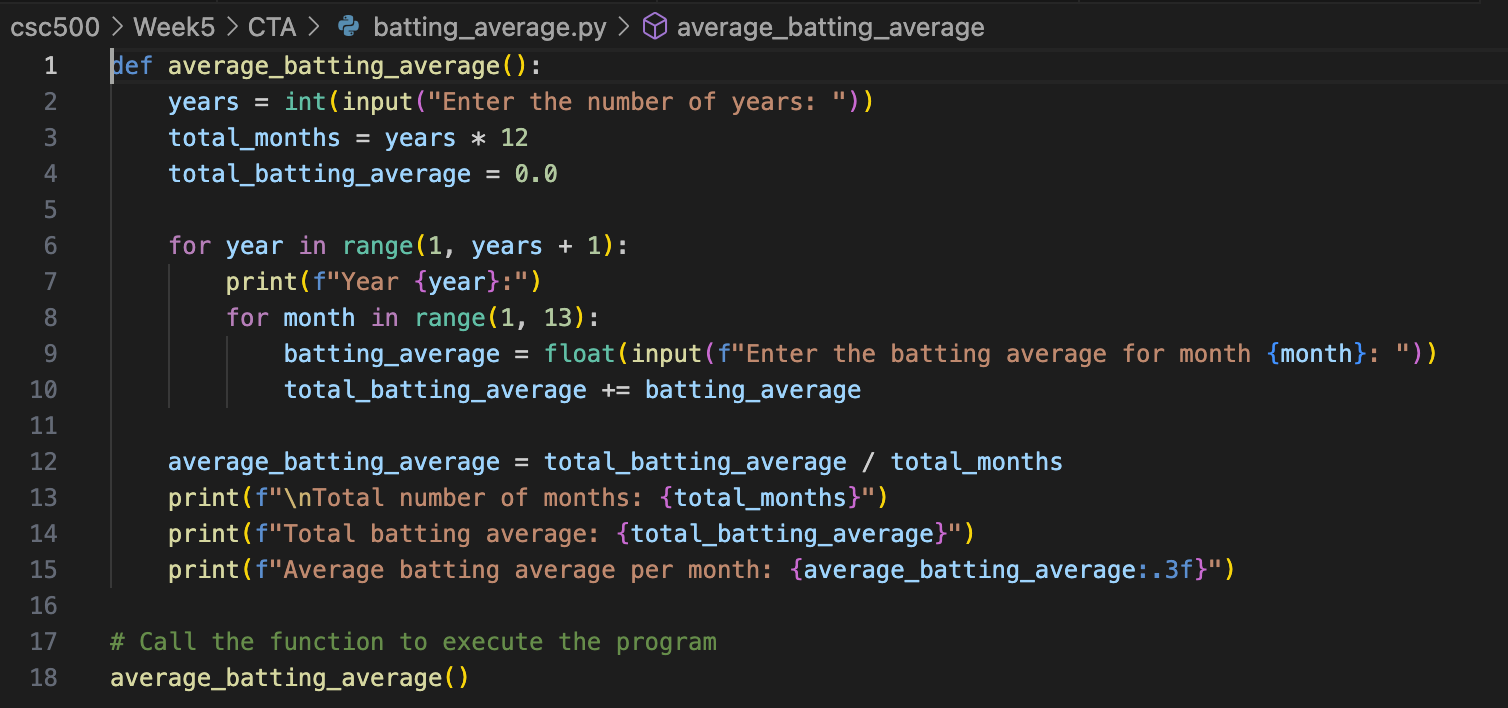 csc500 > Week5 > CTA > batting_average.py > average_batting_average
1 def average_batting_average():
2     years = int(input("Enter the number of years: "))
3     total_months = years * 12
4     total_batting_average = 0.0
5
6     for year in range(1, years + 1):
7         print(f"Year {year}:")
8         for month in range(1, 13):
9             batting_average = float(input(f"Enter the batting average for month {month}: "))
10             total_batting_average += batting_average
11
12     average_batting_average = total_batting_average / total_months
13     print(f"\nTotal number of months: {total_months}")
14     print(f"Total batting average: {total_batting_average}")
15     print(f"Average batting average per month: {average_batting_average:.3f}")
16
17 # Call the function to execute the program
18 average_batting_average()